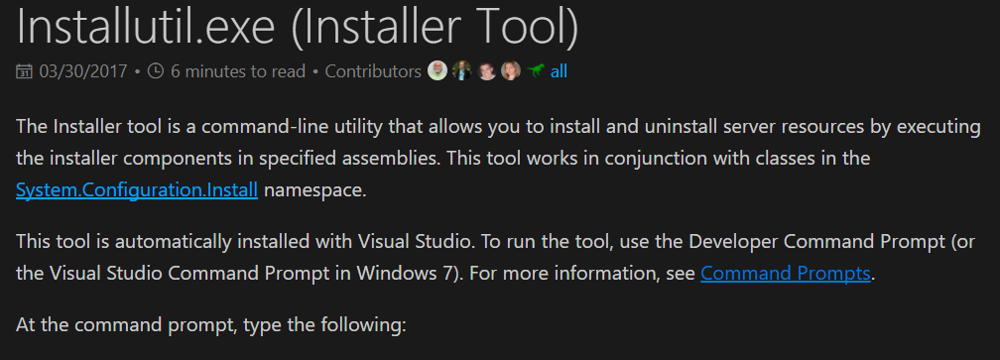 Installutil.exe (Installer Tool)
03/30/2017 • 6 minutes to read • Contributors all
The Installer tool is a command-line utility that allows you to install and uninstall server resources by executing
the installer components in specified assemblies. This tool works in conjunction with classes in the
System.Configuration.Install namespace.
This tool is automatically installed with Visual Studio. To run the tool, use the Developer Command Prompt (or
the Visual Studio Command Prompt in Windows 7). For more information, see Command Prompts.
At the command prompt, type the following: